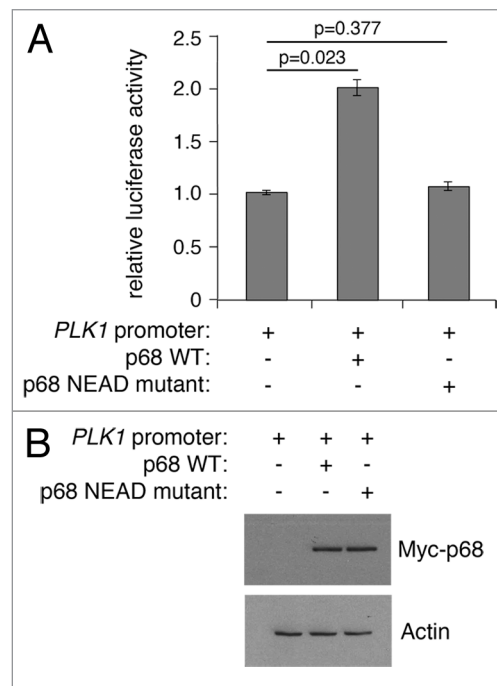 A
p=0.377
p=0.023
2.5
2.0
1.5
1.0
0.5
0
relative luciferase activity
PLK1 promoter: + + +
p68 WT: - + -
p68 NEAD mutant: - - +
B
PLK1 promoter: + + +
p68 WT: - + -
p68 NEAD mutant: - - +
Myc-p68
Actin